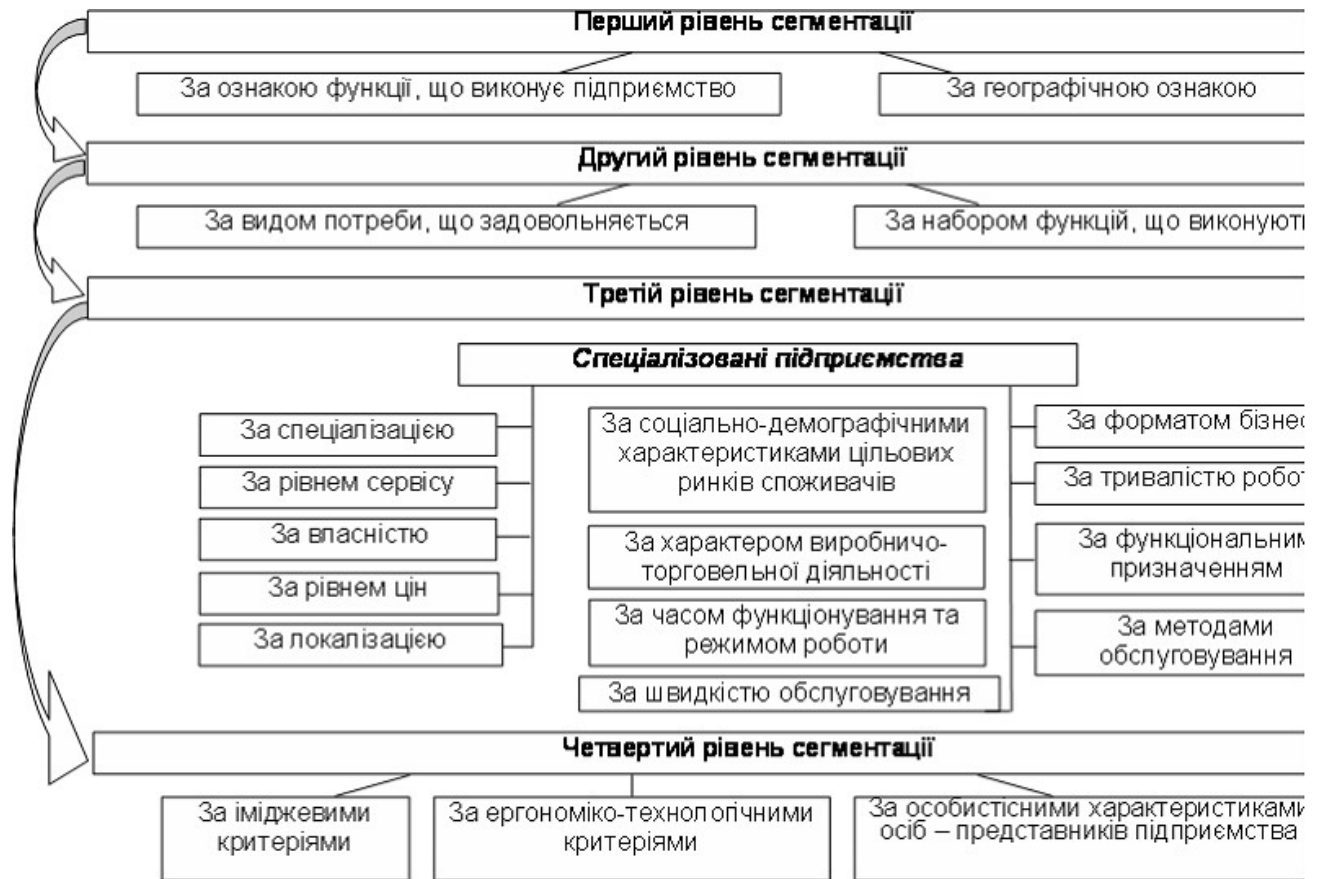 Перший рівень сегментації
За ознакою функції, що виконує підприємство
За географічною ознакою
Другий рівень сегментації
За видом потреби, що задовольняється
За набором функцій, що виконуют
Третій рівень сегментації
Спеціалізовані підприємства
За спеціалізацією
За рівнем сервісу
За власністю
За рівнем цін
За локалізацією
За соціально-демографічними
характеристиками цільових
ринків споживачів
За характером виробничо-
торговельної діяльності
За часом функціонування та
режимом роботи
За швидкістю обслуговування
За форматом бізнес
За тривалістю робот
За функціональним
призначенням
За методами
обслуговування
Четвертий рівень сегментації
За іміджевими
критеріями
За ергономіко-технологічними
критеріями
За особистісними характеристиками
осіб – представників підприємства